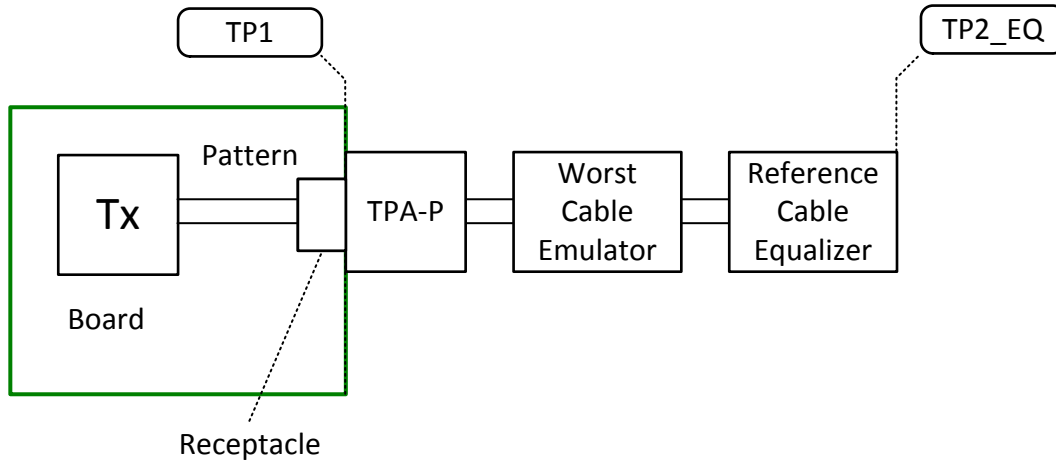 TP1
TP2_EQ
Pattern
Tx
TPA-P
Worst
Cable
Emulator
Reference
Cable
Equalizer
Board
Receptacle